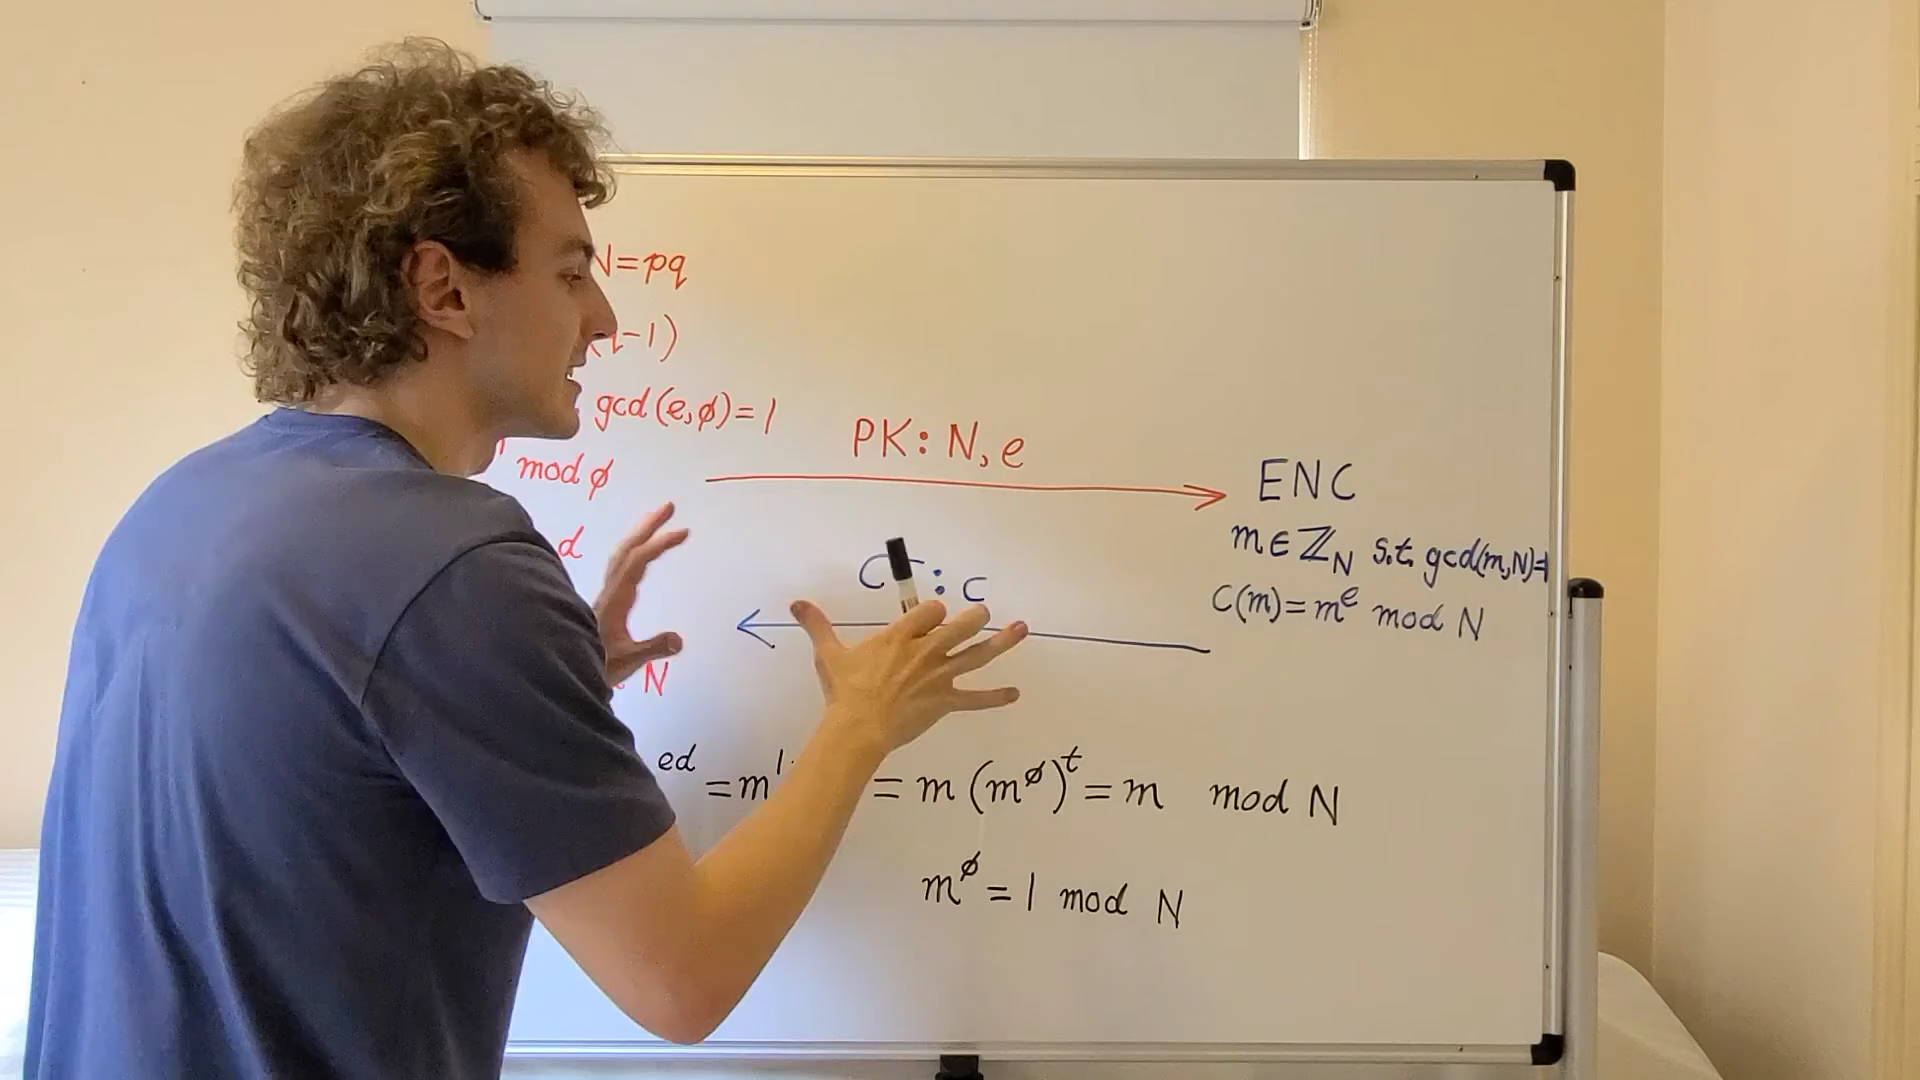 N=pq
-1)
gcd(e,φ)=1
mod φ
d
N
PK: N, e
C : c
ENC
m∈ℤ_N s.t. gcd(m,N)=1
C(m)=m^e mod N
ed =m = m(m^φ)^t = m mod N
m^φ = 1 mod N